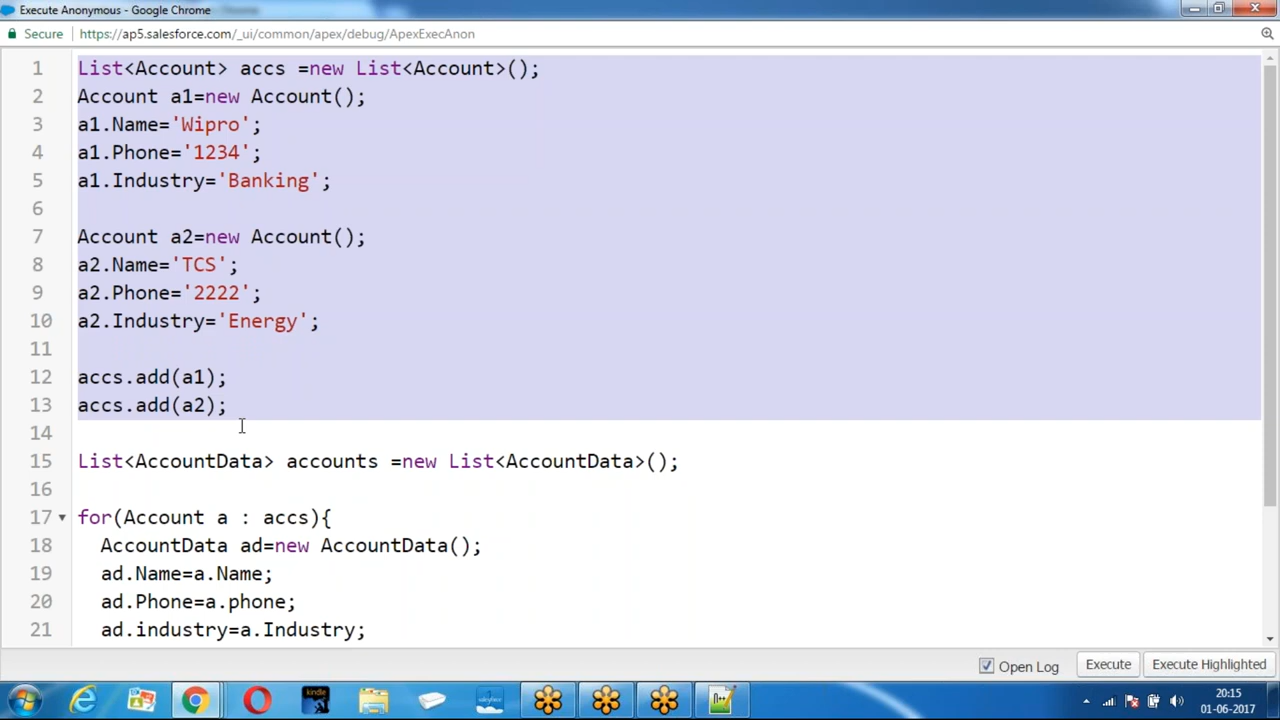 Execute Anonymous - Google Chrome
Secure https://ap5.salesforce.com/_ui/common/apex/debug/ApexExecAnon
1 List<Account> accs =new List<Account>();
2 Account a1=new Account();
3 a1.Name='Wipro';
4 a1.Phone='1234';
5 a1.Industry='Banking';
6
7 Account a2=new Account();
8 a2.Name='TCS';
9 a2.Phone='2222';
10 a2.Industry='Energy';
11
12 accs.add(a1);
13 accs.add(a2);
14
15 List<AccountData> accounts =new List<AccountData>();
16
17 for(Account a : accs){
18 AccountData ad=new AccountData();
19 ad.Name=a.Name;
20 ad.Phone=a.phone;
21 ad.industry=a.Industry;
Open Log Execute Execute Highlighted
kindle
20:15
01-06-2017